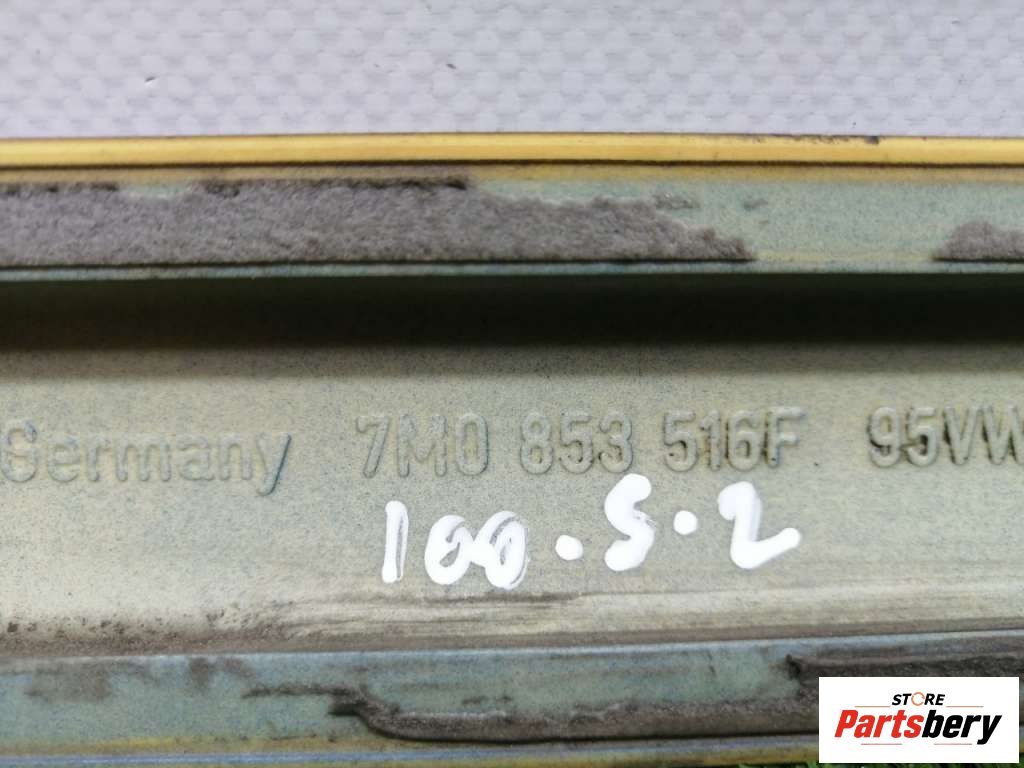 Germany 7M0 853 516F 95VW
100.S.2
STORE
Partsbery